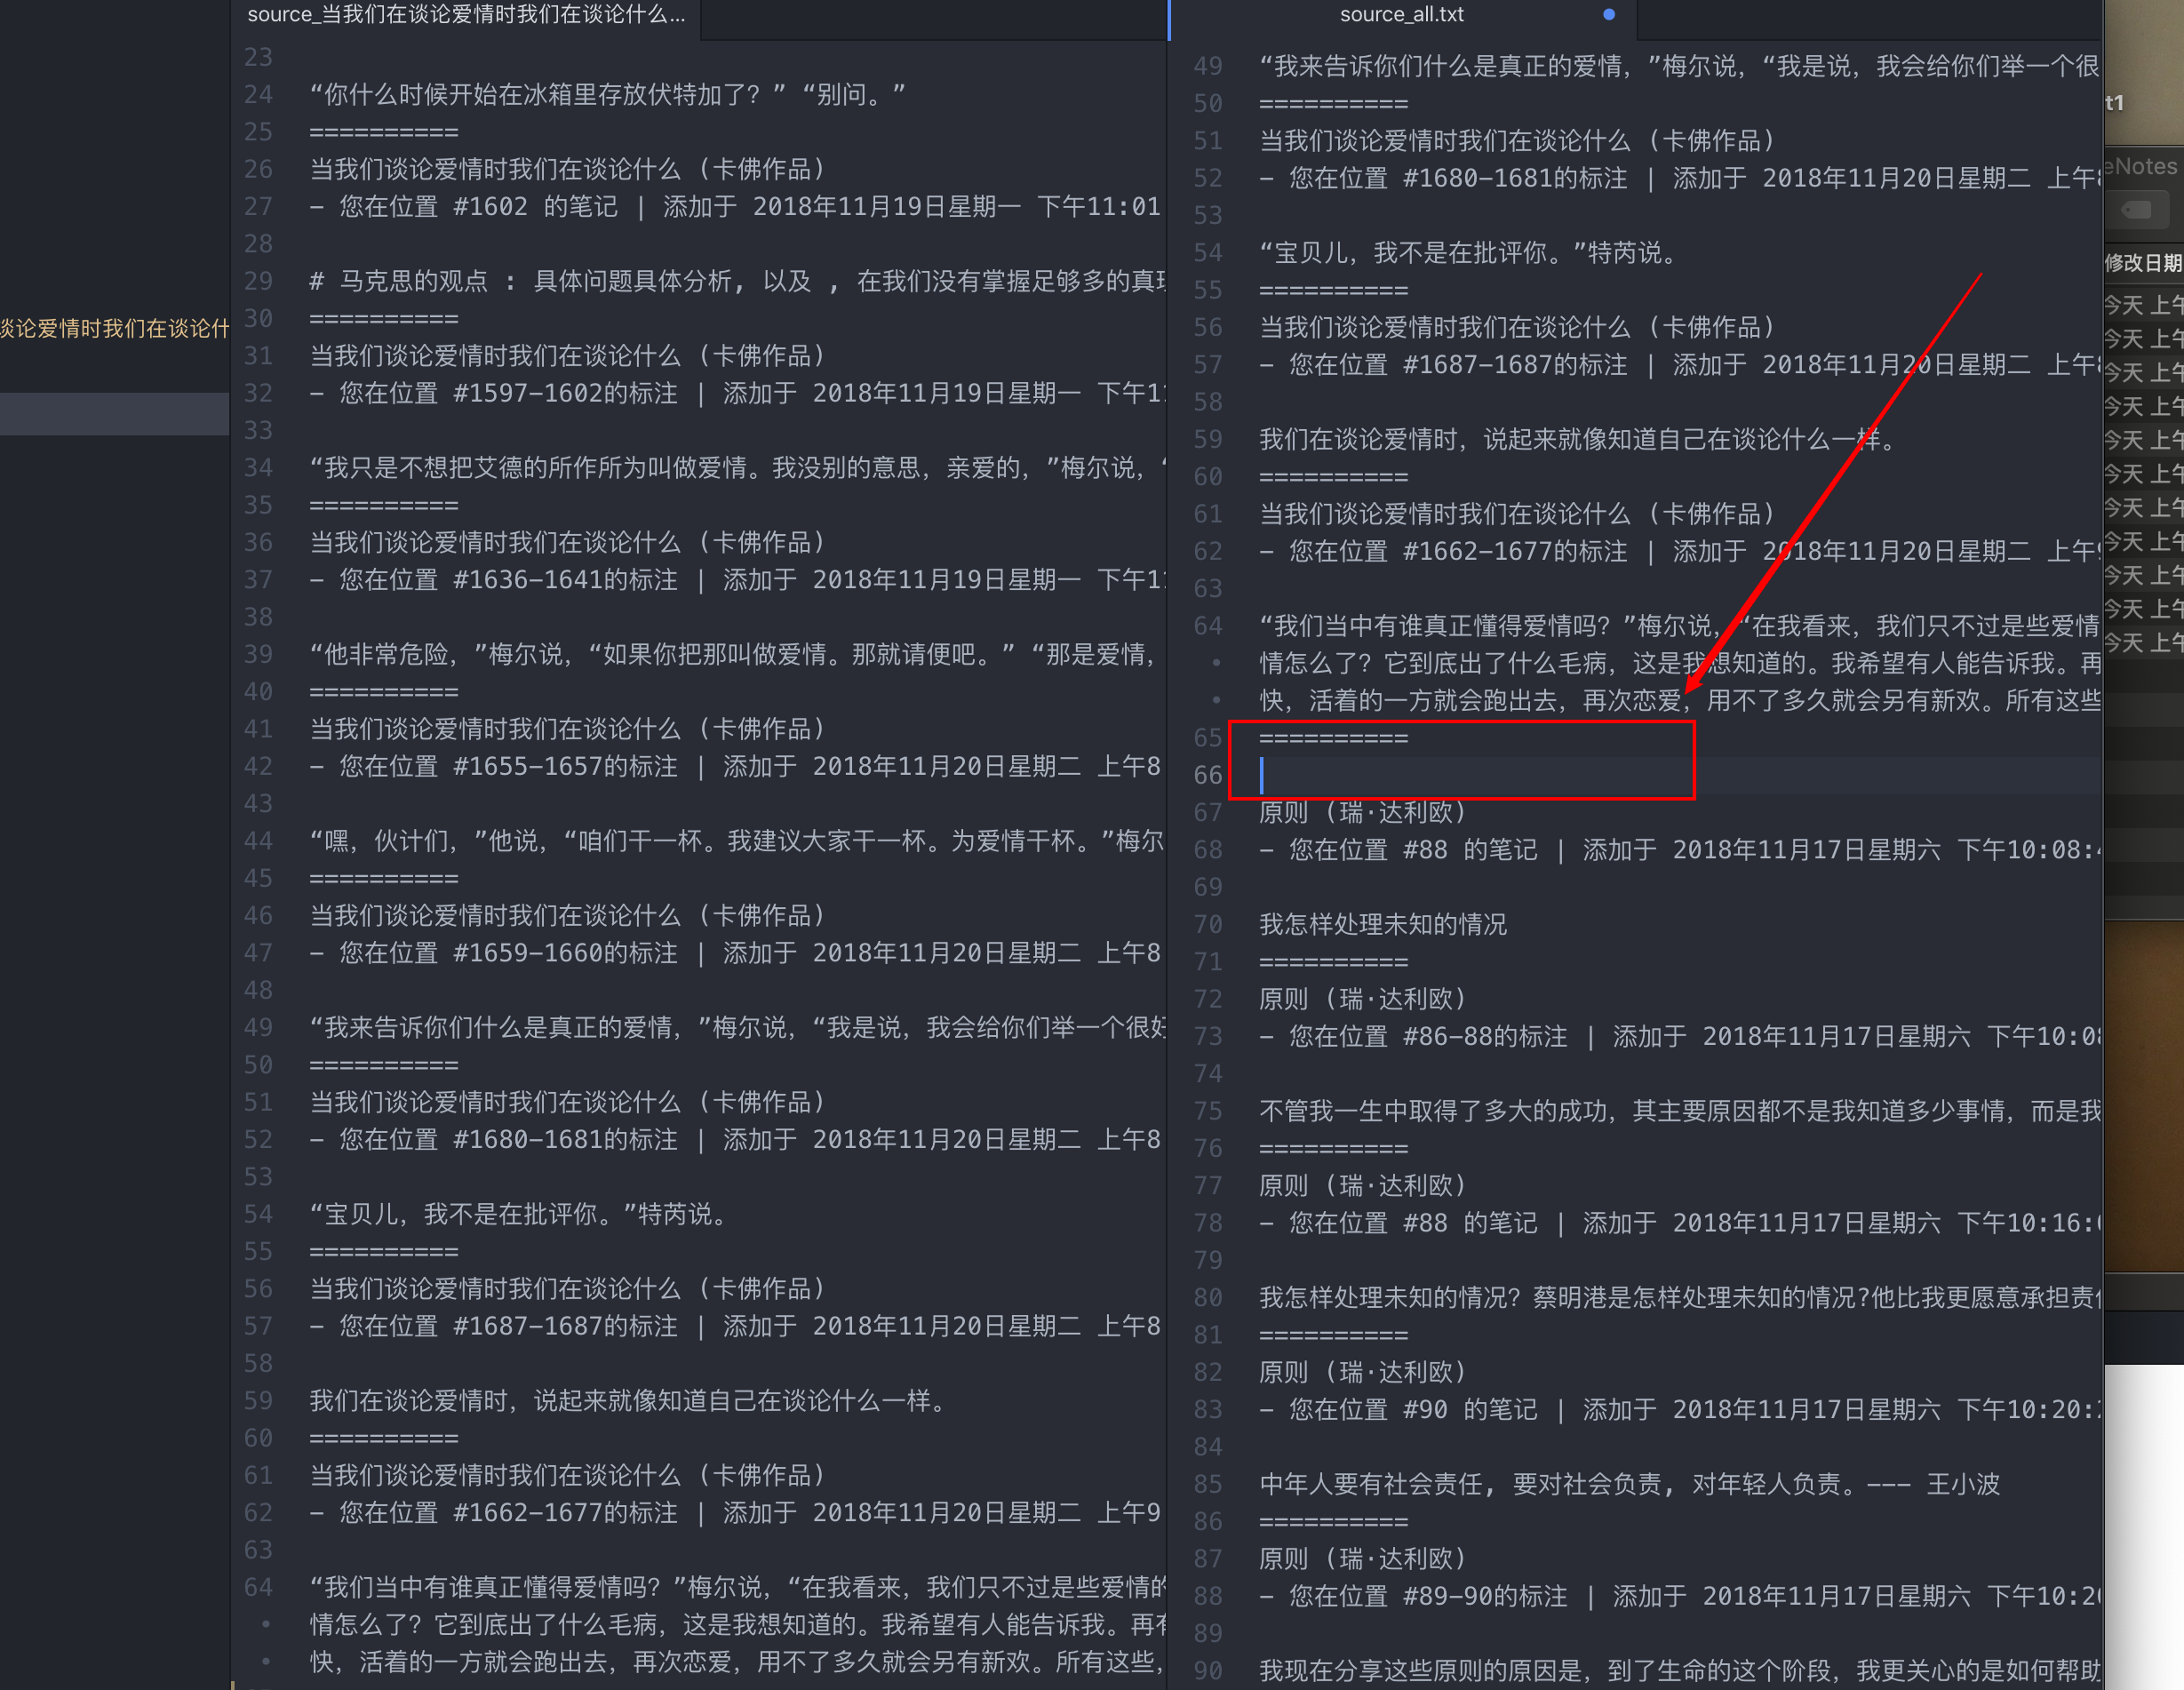 source_当我们在谈论爱情时我们在谈论什么...
谈论爱情时我们在谈论什
23
24 “你什么时候开始在冰箱里存放伏特加了？” “别问。”
25 ==========
26 当我们谈论爱情时我们在谈论什么 (卡佛作品)
27 - 您在位置 #1602 的笔记 | 添加于 2018年11月19日星期一 下午11:01
28
29 # 马克思的观点 : 具体问题具体分析, 以及 , 在我们没有掌握足够多的真理
30 ==========
31 当我们谈论爱情时我们在谈论什么 (卡佛作品)
32 - 您在位置 #1597-1602的标注 | 添加于 2018年11月19日星期一 下午11
33
34 “我只是不想把艾德的所作所为叫做爱情。我没别的意思，亲爱的，”梅尔说，“
35 ==========
36 当我们谈论爱情时我们在谈论什么 (卡佛作品)
37 - 您在位置 #1636-1641的标注 | 添加于 2018年11月19日星期一 下午11
38
39 “他非常危险，”梅尔说，“如果你把那叫做爱情。那就请便吧。” “那是爱情，
40 ==========
41 当我们谈论爱情时我们在谈论什么 (卡佛作品)
42 - 您在位置 #1655-1657的标注 | 添加于 2018年11月20日星期二 上午8
43
44 “嘿，伙计们，”他说，“咱们干一杯。我建议大家干一杯。为爱情干杯。”梅尔
45 ==========
46 当我们谈论爱情时我们在谈论什么 (卡佛作品)
47 - 您在位置 #1659-1660的标注 | 添加于 2018年11月20日星期二 上午8
48
49 “我来告诉你们什么是真正的爱情，”梅尔说，“我是说，我会给你们举一个很好
50 ==========
51 当我们谈论爱情时我们在谈论什么 (卡佛作品)
52 - 您在位置 #1680-1681的标注 | 添加于 2018年11月20日星期二 上午8
53
54 “宝贝儿，我不是在批评你。”特芮说。
55 ==========
56 当我们谈论爱情时我们在谈论什么 (卡佛作品)
57 - 您在位置 #1687-1687的标注 | 添加于 2018年11月20日星期二 上午8
58
59 我们在谈论爱情时，说起来就像知道自己在谈论什么一样。
60 ==========
61 当我们谈论爱情时我们在谈论什么 (卡佛作品)
62 - 您在位置 #1662-1677的标注 | 添加于 2018年11月20日星期二 上午9
63
64 “我们当中有谁真正懂得爱情吗？”梅尔说，“在我看来，我们只不过是些爱情的
• 情怎么了？它到底出了什么毛病，这是我想知道的。我希望有人能告诉我。再有
• 快，活着的一方就会跑出去，再次恋爱，用不了多久就会另有新欢。所有这些，
source_all.txt
49 “我来告诉你们什么是真正的爱情，”梅尔说，“我是说，我会给你们举一个很
50 ==========
51 当我们谈论爱情时我们在谈论什么 (卡佛作品)
52 - 您在位置 #1680-1681的标注 | 添加于 2018年11月20日星期二 上午8
53
54 “宝贝儿，我不是在批评你。”特芮说。
55 ==========
56 当我们谈论爱情时我们在谈论什么 (卡佛作品)
57 - 您在位置 #1687-1687的标注 | 添加于 2018年11月20日星期二 上午8
58
59 我们在谈论爱情时，说起来就像知道自己在谈论什么一样。
60 ==========
61 当我们谈论爱情时我们在谈论什么 (卡佛作品)
62 - 您在位置 #1662-1677的标注 | 添加于 2018年11月20日星期二 上午9
63
64 “我们当中有谁真正懂得爱情吗？”梅尔说，“在我看来，我们只不过是些爱情
• 情怎么了？它到底出了什么毛病，这是我想知道的。我希望有人能告诉我。再
• 快，活着的一方就会跑出去，再次恋爱，用不了多久就会另有新欢。所有这些
65 ==========
66
67 原则 (瑞·达利欧)
68 - 您在位置 #88 的笔记 | 添加于 2018年11月17日星期六 下午10:08:4
69
70 我怎样处理未知的情况
71 ==========
72 原则 (瑞·达利欧)
73 - 您在位置 #86-88的标注 | 添加于 2018年11月17日星期六 下午10:08
74
75 不管我一生中取得了多大的成功，其主要原因都不是我知道多少事情，而是我
76 ==========
77 原则 (瑞·达利欧)
78 - 您在位置 #88 的笔记 | 添加于 2018年11月17日星期六 下午10:16:0
79
80 我怎样处理未知的情况? 蔡明港是怎样处理未知的情况?他比我更愿意承担责任
81 ==========
82 原则 (瑞·达利欧)
83 - 您在位置 #90 的笔记 | 添加于 2018年11月17日星期六 下午10:20:
84
85 中年人要有社会责任, 要对社会负责, 对年轻人负责。--- 王小波
86 ==========
87 原则 (瑞·达利欧)
88 - 您在位置 #89-90的标注 | 添加于 2018年11月17日星期六 下午10:20
89
90 我现在分享这些原则的原因是，到了生命的这个阶段，我更关心的是如何帮助
t1
eNotes
修改日期
今天 上午
今天 上午
今天 上午
今天 上午
今天 上午
今天 上午
今天 上午
今天 上午
今天 上午
今天 上午
今天 上午